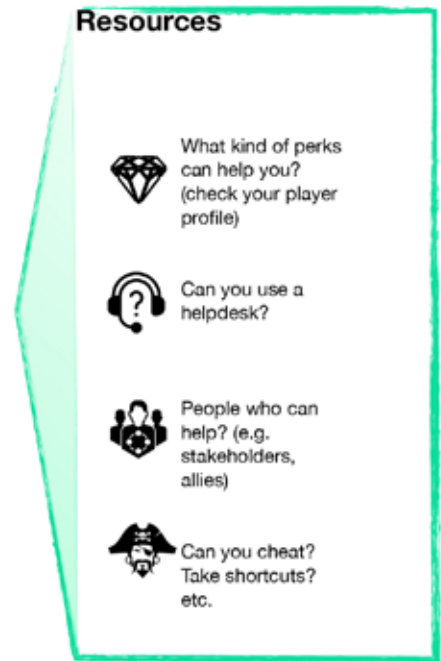 Resources
What kind of perks
can help you?
(check your player
profile)
?
Can you use a
helpdesk?
People who can
help? (e.g.
stakeholders,
allies)
Can you cheat?
Take shortcuts?
etc.